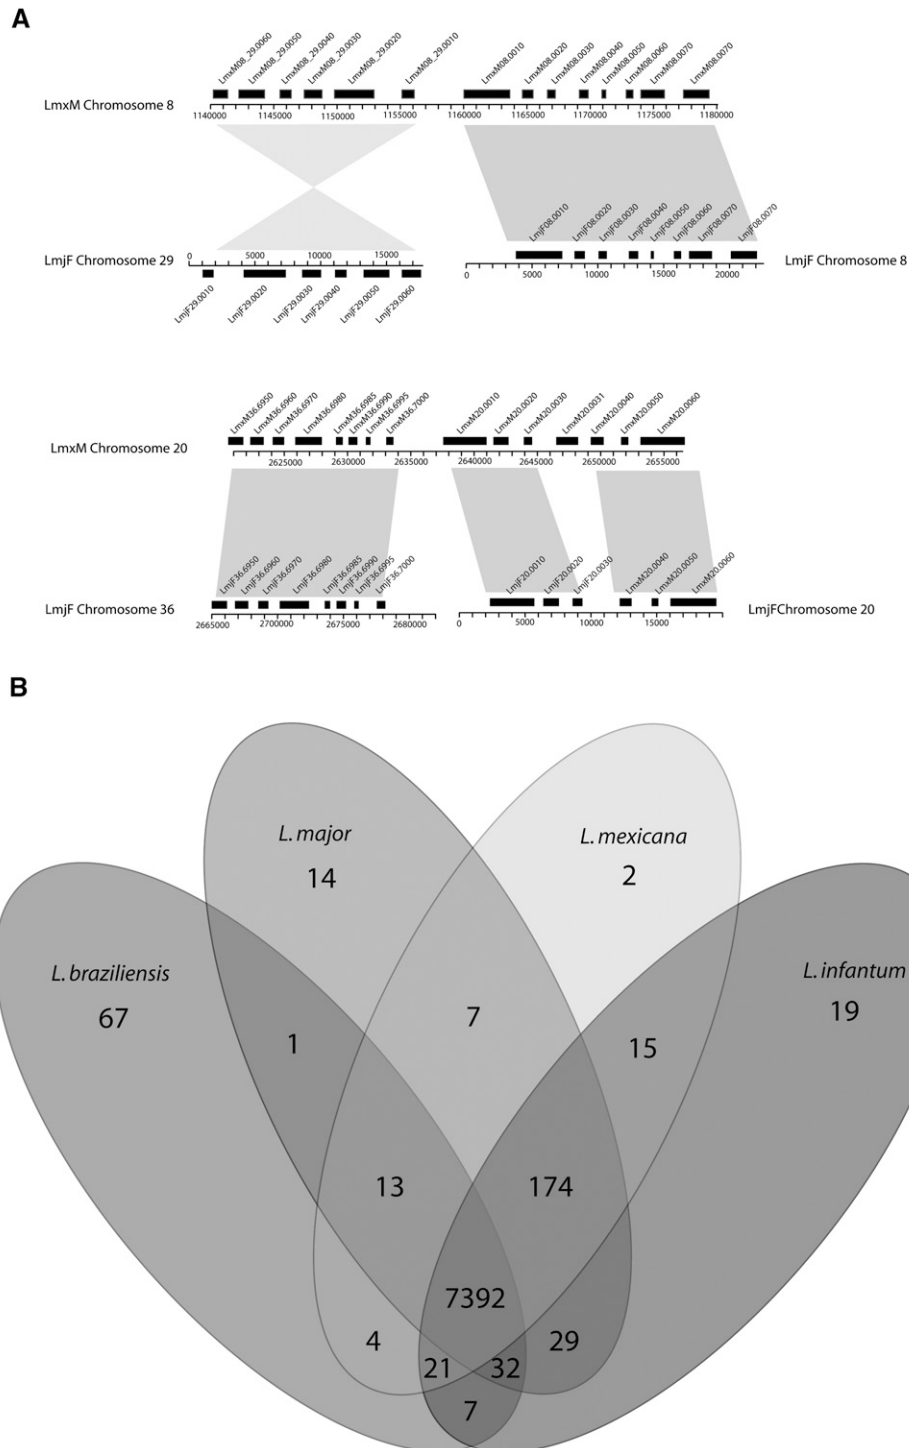 A
LmxM08_29.0060 LmxM08_29.0050 LmxM08_29.0040 LmxM08_29.0030 LmxM08_29.0020 LmxM08_29.0010 LmxM08.0010 LmxM08.0020 LmxM08.0030 LmxM08.0040 LmxM08.0050 LmxM08.0060 LmxM08.0070 LmxM08.0070
LmxM Chromosome 8
1140000 1145000 1150000 1155000 1160000 1165000 1170000 1175000 1180000
LmjF08.0010 LmjF08.0020 LmjF08.0030 LmjF08.0040 LmjF08.0050 LmjF08.0060 LmjF08.0070 LmjF08.0070
LmjF Chromosome 29
0 5000 10000 15000
LmjF Chromosome 8
0 5000 10000 15000 20000
LmjF29.0010 LmjF29.0020 LmjF29.0030 LmjF29.0040 LmjF29.0050 LmjF29.0060
LmxM36.6950 LmxM36.6960 LmxM36.6970 LmxM36.6980 LmxM36.6985 LmxM36.6990 LmxM36.6995 LmxM36.7000 LmxM20.0010 LmxM20.0020 LmxM20.0030 LmxM20.0031 LmxM20.0040 LmxM20.0050 LmxM20.0060
LmxM Chromosome 20
2625000 2630000 2635000 2640000 2645000 2650000 2655000
LmjF36.6950 LmjF36.6960 LmjF36.6970 LmjF36.6980 LmjF36.6985 LmjF36.6990 LmjF36.6995 LmjF36.7000 LmjF20.0010 LmjF20.0020 LmjF20.0030 LmxM20.0040 LmxM20.0050 LmxM20.0060
LmjF Chromosome 36
2665000 2700000 2675000 2680000
0 5000 10000 15000
LmjFChromosome 20
B
L. major
14
L. mexicana
2
L. braziliensis
67
L. infantum
19
1
7
15
13
174
7392
4
29
21
32
7